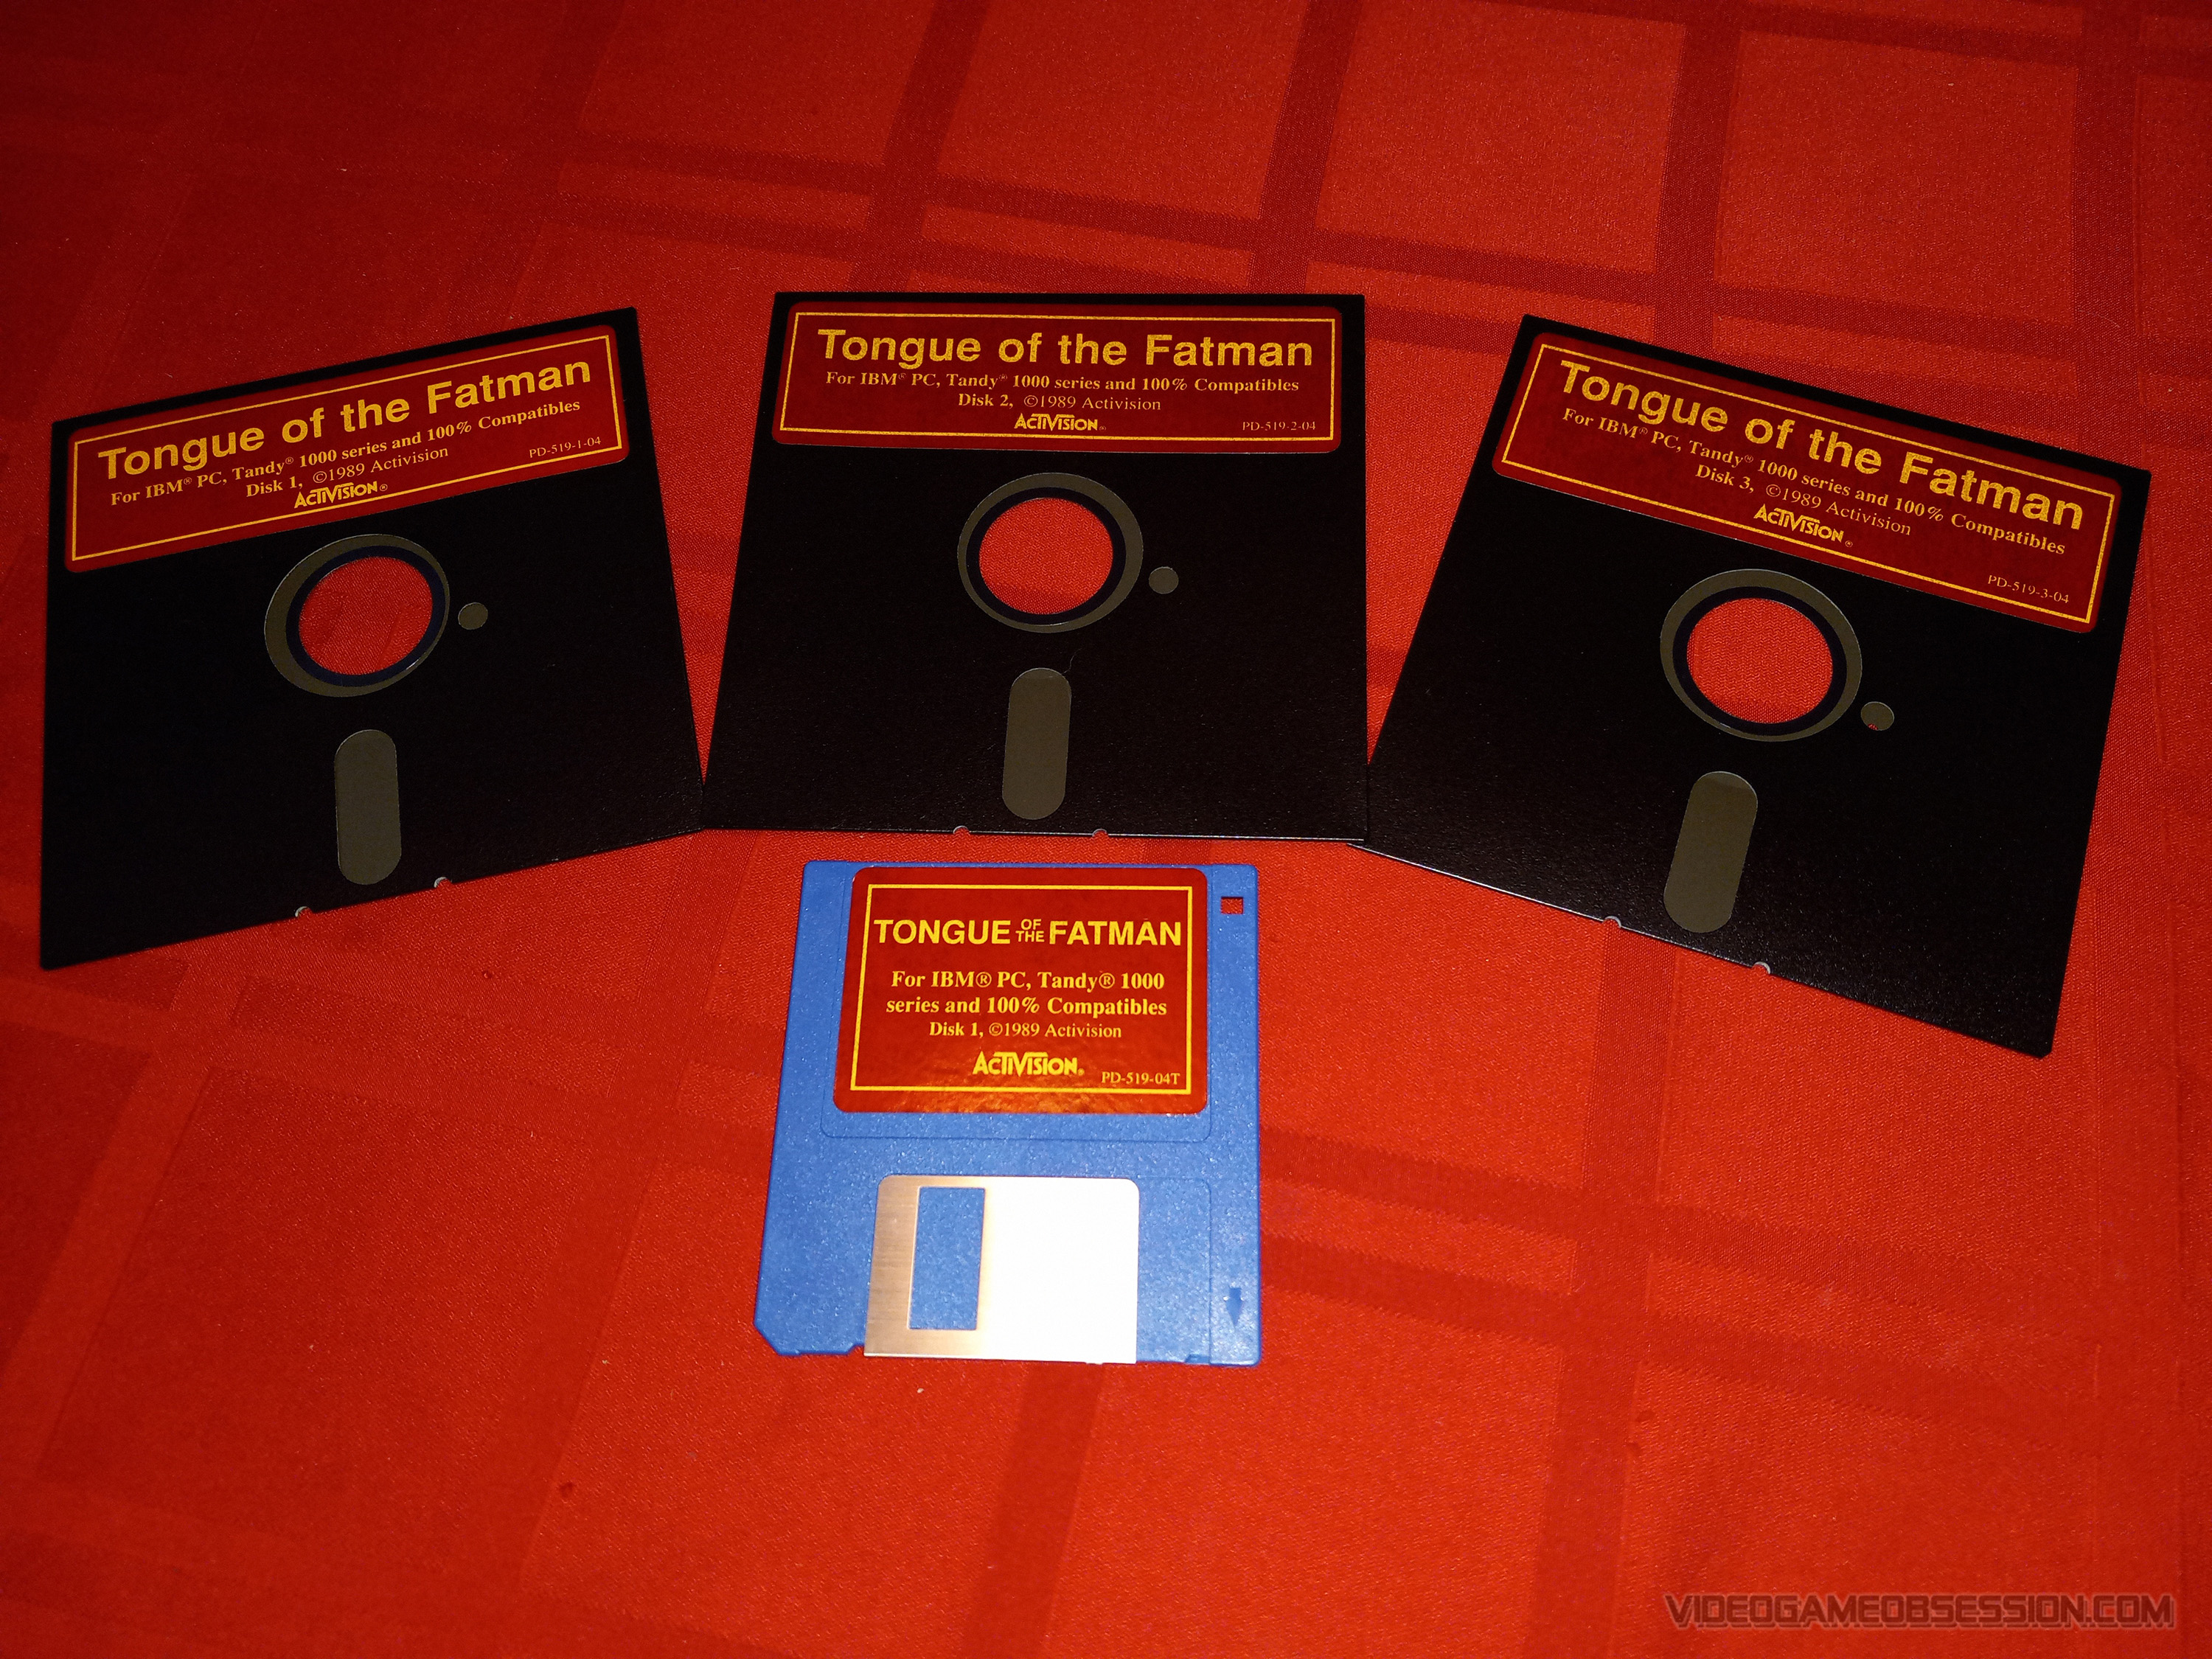 Tongue of the Fatman
For IBM® PC, Tandy® 1000 series and 100% Compatibles
Disk 1, ©1989 Activision
ACTIVISION®
PD-519-1-04
Tongue of the Fatman
For IBM® PC, Tandy® 1000 series and 100% Compatibles
Disk 2, ©1989 Activision
ACTIVISION®
PD-519-2-04
Tongue of the Fatman
For IBM® PC, Tandy® 1000 series and 100% Compatibles
Disk 3, ©1989 Activision
ACTIVISION®
PD-519-3-04
TONGUE OF THE FATMAN
For IBM® PC, Tandy® 1000
series and 100% Compatibles
Disk 1, ©1989 Activision
ACTIVISION®
PD-519-04T
VIDEOGAMEOBSESSION.COM